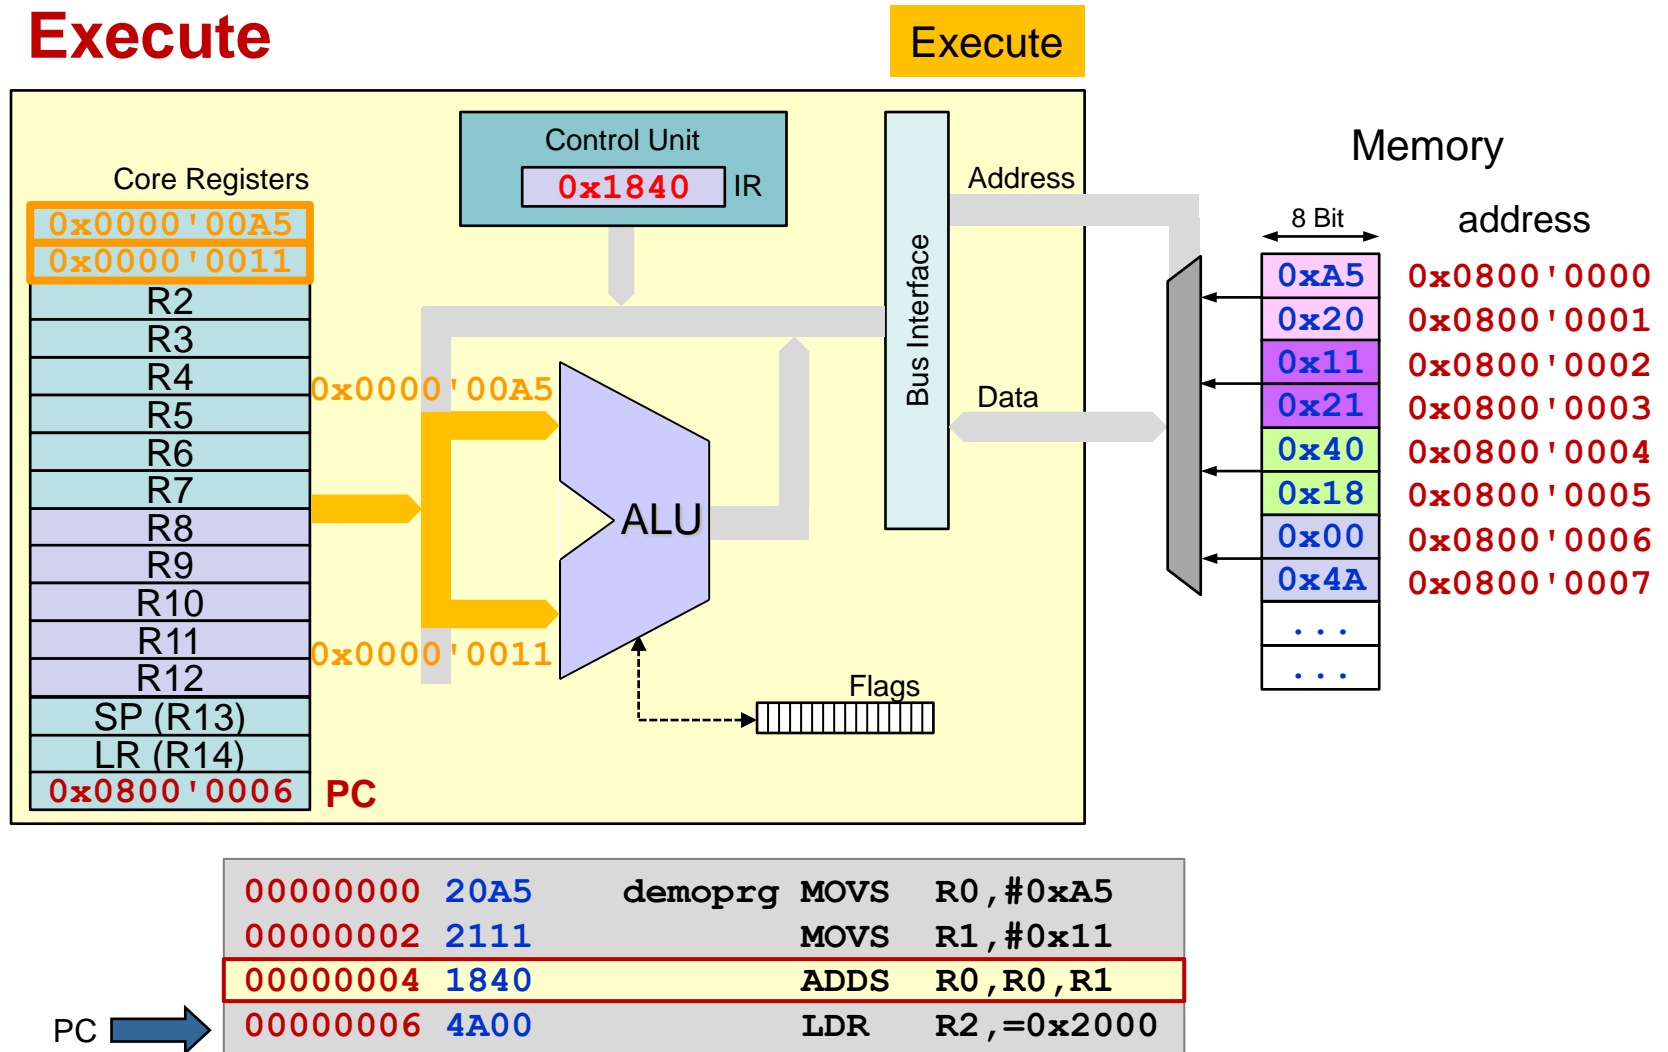 Execute
Execute
Control Unit
0x1840 IR
Core Registers
0x0000'00A5
0x0000'0011
R2
R3
R4
R5
R6
R7
R8
R9
R10
R11
R12
SP (R13)
LR (R14)
0x0800'0006 PC
0x0000'00A5
0x0000'0011
ALU
Flags
Bus Interface
Address
Data
Memory
8 Bit address
0xA5 0x0800'0000
0x20 0x0800'0001
0x11 0x0800'0002
0x21 0x0800'0003
0x40 0x0800'0004
0x18 0x0800'0005
0x00 0x0800'0006
0x4A 0x0800'0007
...
...
00000000 20A5 demoprg MOVS R0,#0xA5
00000002 2111 MOVS R1,#0x11
00000004 1840 ADDS R0,R0,R1
PC 00000006 4A00 LDR R2,=0x2000